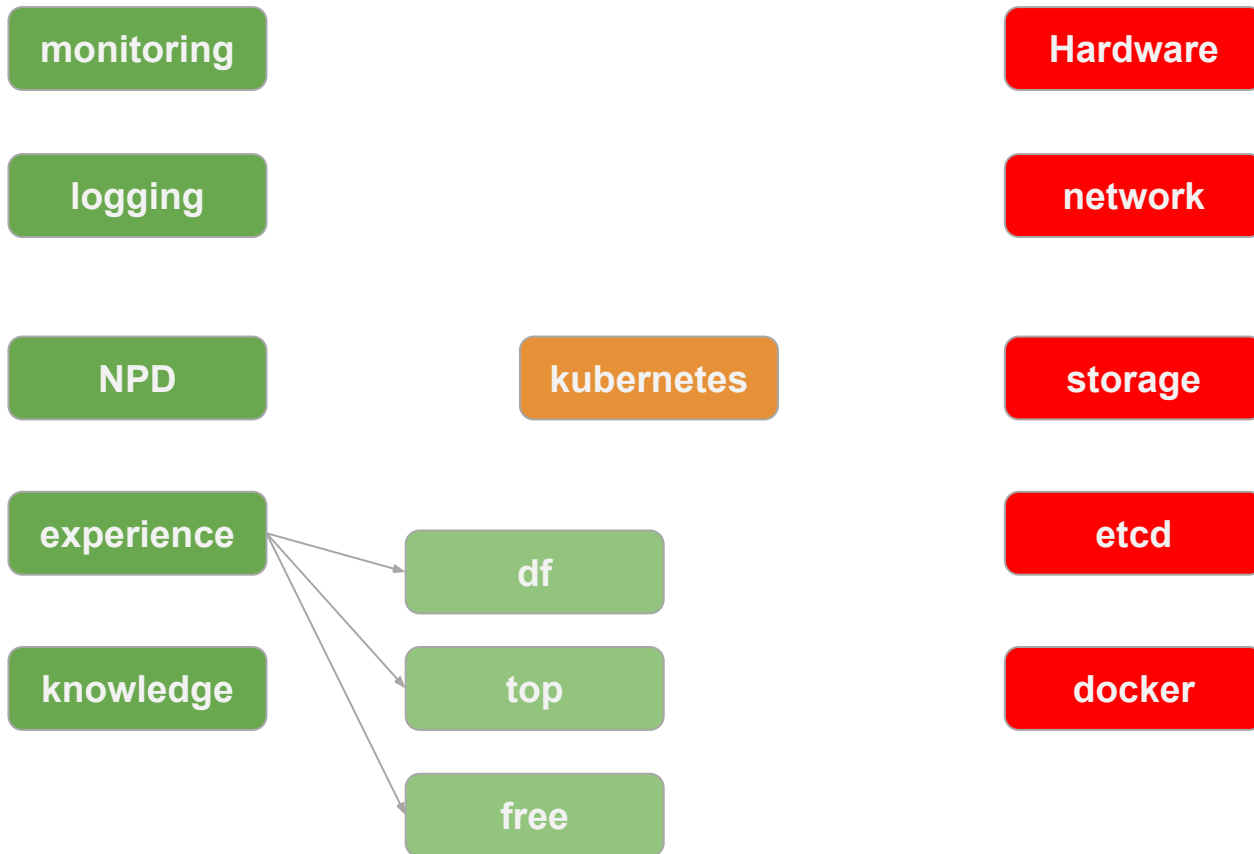 monitoring
Hardware
logging
network
NPD
kubernetes
storage
experience
etcd
df
knowledge
top
docker
free